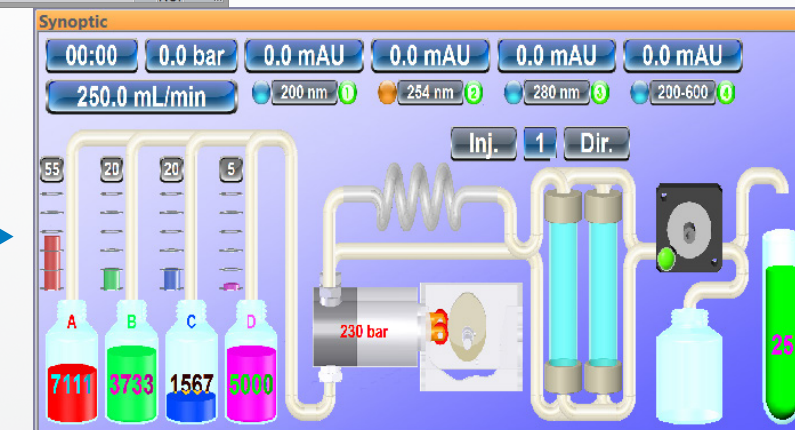 Synoptic
00:00 0.0 bar 0.0 mAU 0.0 mAU 0.0 mAU 0.0 mAU
250.0 mL/min 200 nm 1 254 nm 2 280 nm 3 200-600 4
Inj. 1 Dir.
55 20 20 5
A B C D
230 bar
7111 3733 1567 5000
25